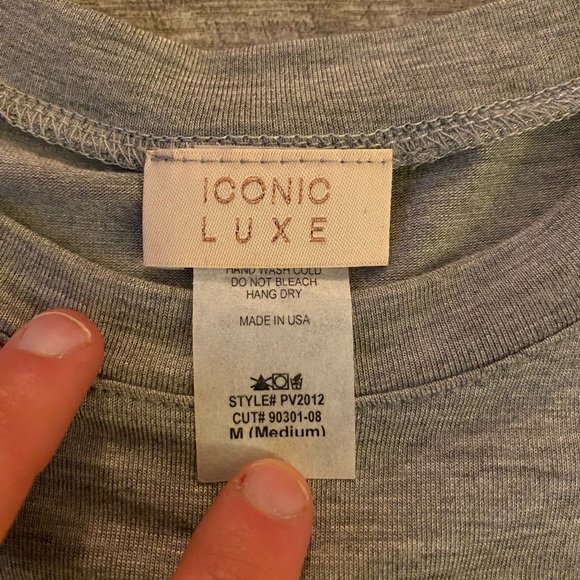 ICONIC
LUXE
HAND WASH COLD
DO NOT BLEACH
HANG DRY
MADE IN USA
STYLE# PV2012
CUT# 90301-08
M (Medium)